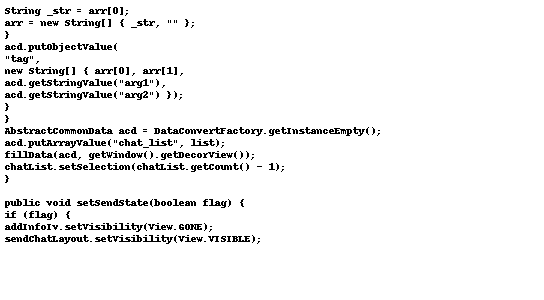 String _str = arr[0];
arr = new String[] { _str, "" };
}
acd.putObjectValue(
"tag",
new String[] { arr[0], arr[1],
acd.getStringValue("arg1"),
acd.getStringValue("arg2") });
}
}
AbstractCommonData acd = DataConvertFactory.getInstanceEmpty();
acd.putArrayValue("chat_list", list);
fillData(acd, getWindow().getDecorView());
chatList.setSelection(chatList.getCount() - 1);
}

public void setSendState(boolean flag) {
if (flag) {
addInfoIv.setVisibility(View.GONE);
sendChatLayout.setVisibility(View.VISIBLE);